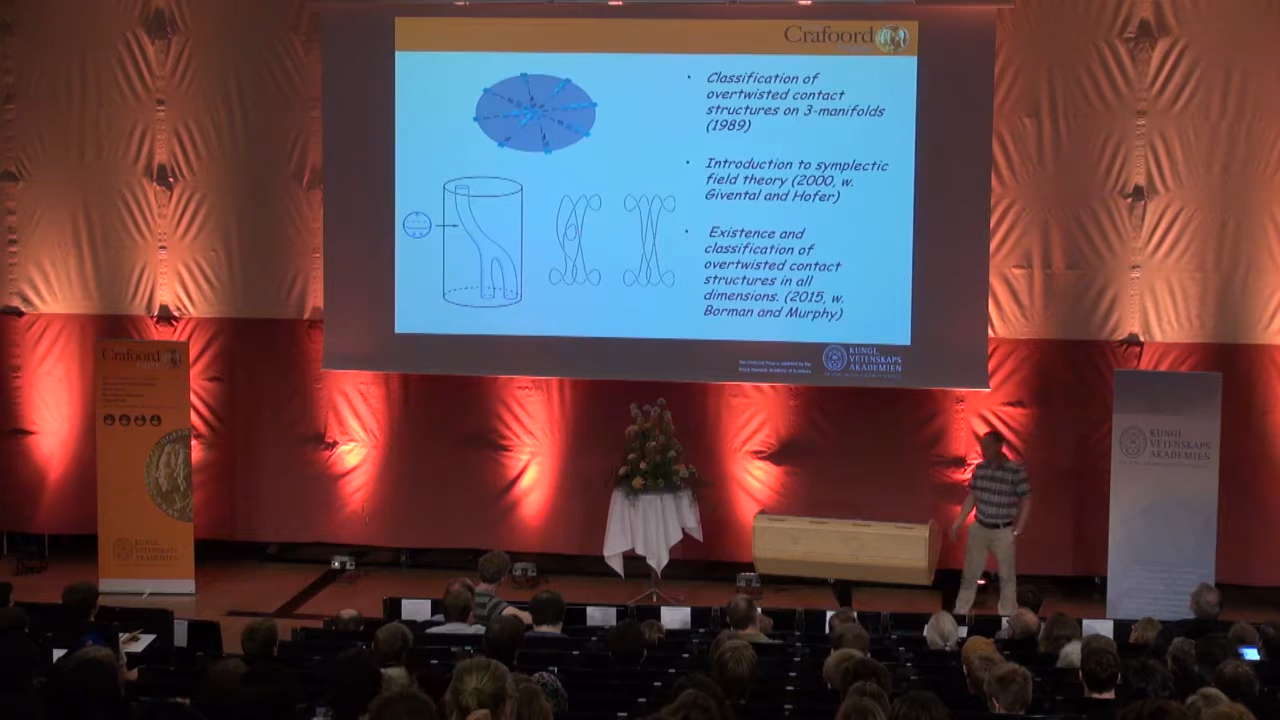 Crafoord
• Classification of
overtwisted contact
structures on 3-manifolds
(1989)
• Introduction to symplectic
field theory (2000, w.
Givental and Hofer)
• Existence and
classification of
overtwisted contact
structures in all
dimensions. (2015, w.
Borman and Murphy)
KUNGL.
VETENSKAPS
AKADEMIEN
Crafoord
KUNGL.
VETENSKAPS
AKADEMIEN
KUNGL.
VETENSKAPS
AKADEMIEN